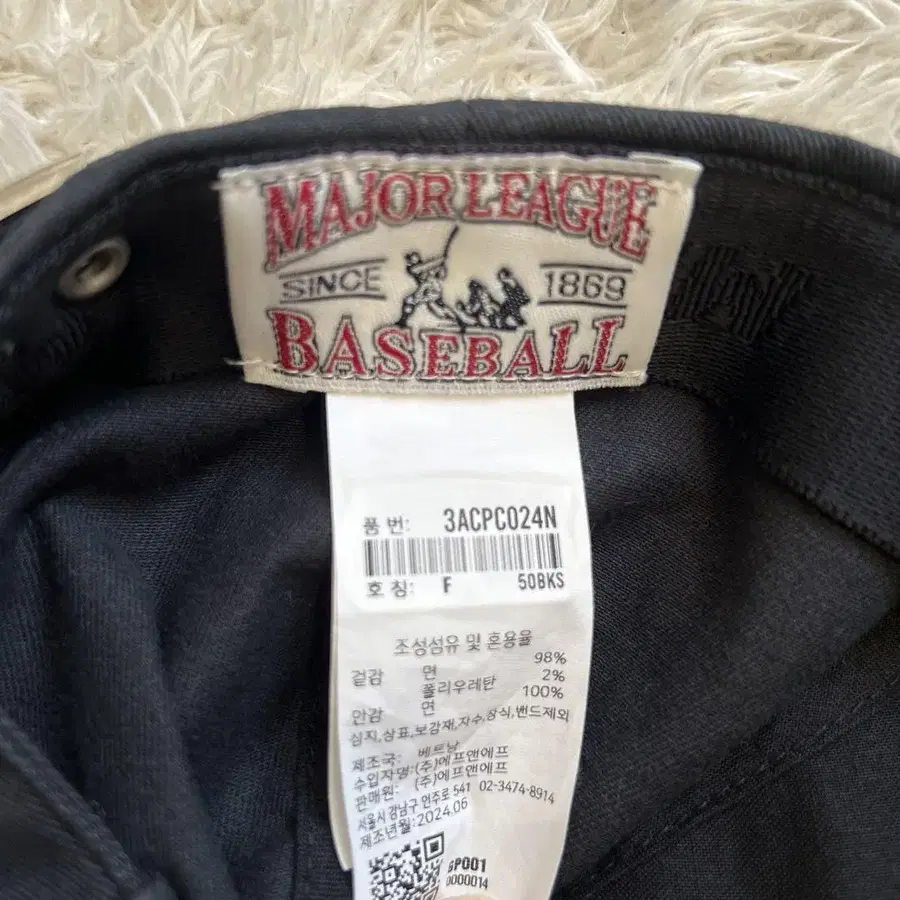 MAJOR LEAGUE
SINCE 1869
BASEBALL
품 번: 3ACPC024N
호 칭: F 50BKS
조성섬유 및 혼용율
겉감 면 98%
폴리우레탄 2%
안감 면 100%
심지,상표,보강재,자수,장식,밴드제외
제조국: 베트남
수입자명: (주)에프앤에프
판매원: (주)에프앤에프
서울시 강남구 언주로 541 02-3474-8914
제조년월: 2024.06
GP001
0000014